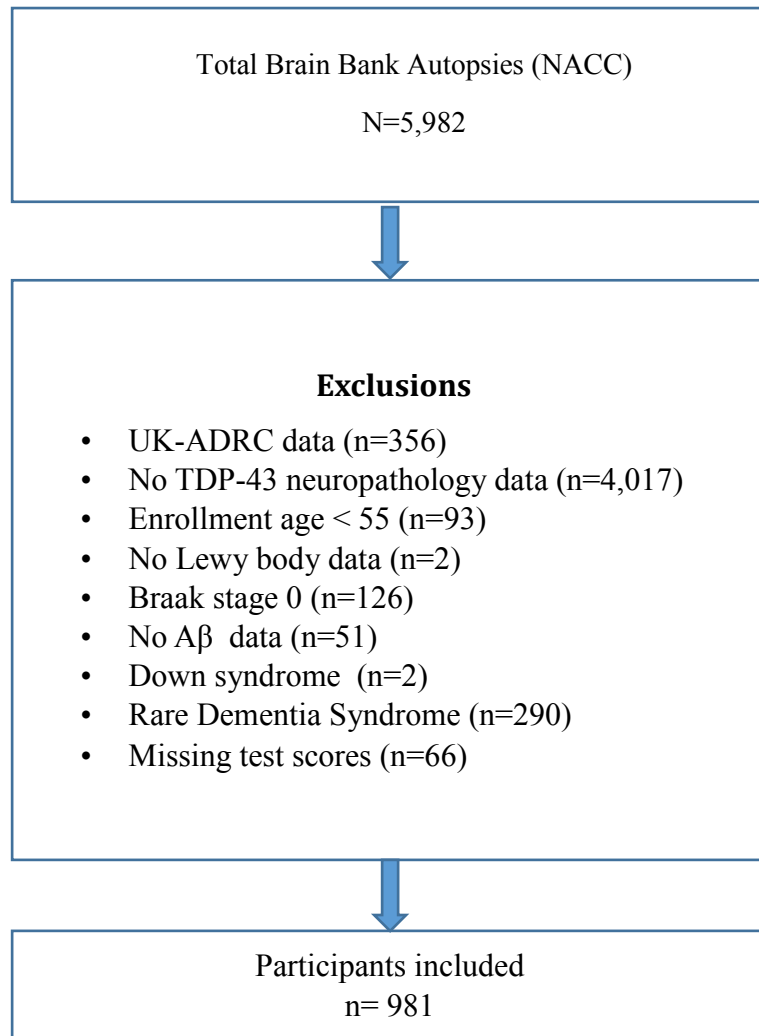 Total Brain Bank Autopsies (NACC)
N=5,982
Exclusions
• UK-ADRC data (n=356)
• No TDP-43 neuropathology data (n=4,017)
• Enrollment age < 55 (n=93)
• No Lewy body data (n=2)
• Braak stage 0 (n=126)
• No Aβ data (n=51)
• Down syndrome (n=2)
• Rare Dementia Syndrome (n=290)
• Missing test scores (n=66)
Participants included
n= 981